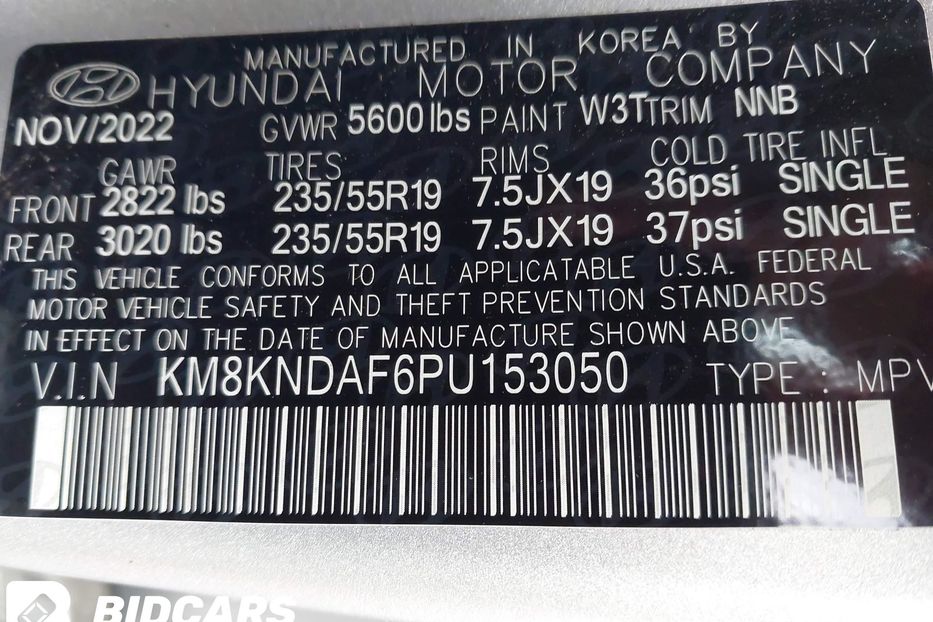 MANUFACTURED IN KOREA BY
HYUNDAI MOTOR COMPANY
NOV/2022 GVWR 5600 lbs PAINT W3T TRIM NNB
GAWR TIRES RIMS COLD TIRE INFL
FRONT 2822 lbs 235/55R19 7.5JX19 36psi SINGLE
REAR 3020 lbs 235/55R19 7.5JX19 37psi SINGLE
THIS VEHICLE CONFORMS TO ALL APPLICATABLE U.S.A. FEDERAL
MOTOR VEHICLE SAFETY AND THEFT PREVENTION STANDARDS
IN EFFECT ON THE DATE OF MANUFACTURE SHOWN ABOVE
V.I.N KM8KNDAF6PU153050 TYPE : MPV
BIDCARS